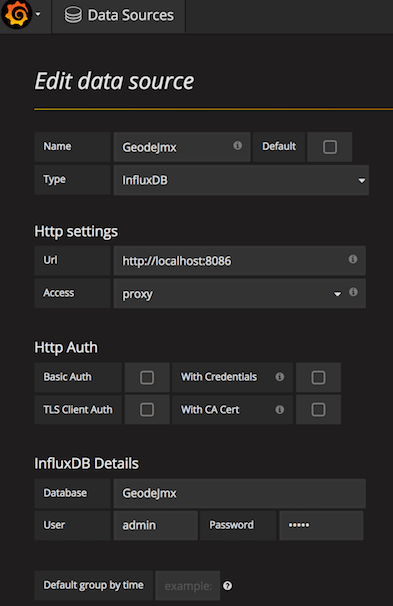 Data Sources
Edit data source
Name GeodeJmx Default
Type InfluxDB
Http settings
Url http://localhost:8086
Access proxy
Http Auth
Basic Auth With Credentials
TLS Client Auth With CA Cert
InfluxDB Details
Database GeodeJmx
User admin Password •••••
Default group by time example: